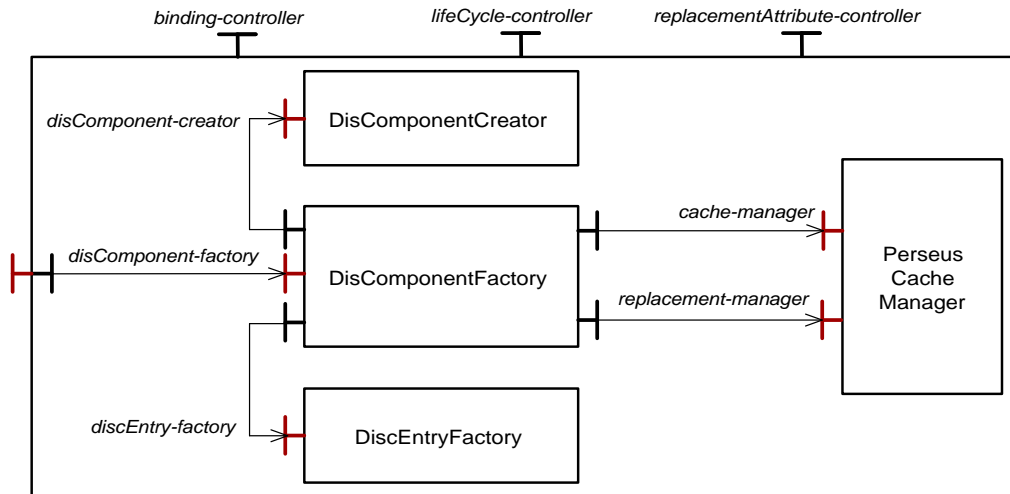 binding-controller
lifeCycle-controller
replacementAttribute-controller
disComponent-creator
DisComponentCreator
cache-manager
disComponent-factory
DisComponentFactory
Perseus
Cache
Manager
replacement-manager
discEntry-factory
DiscEntryFactory